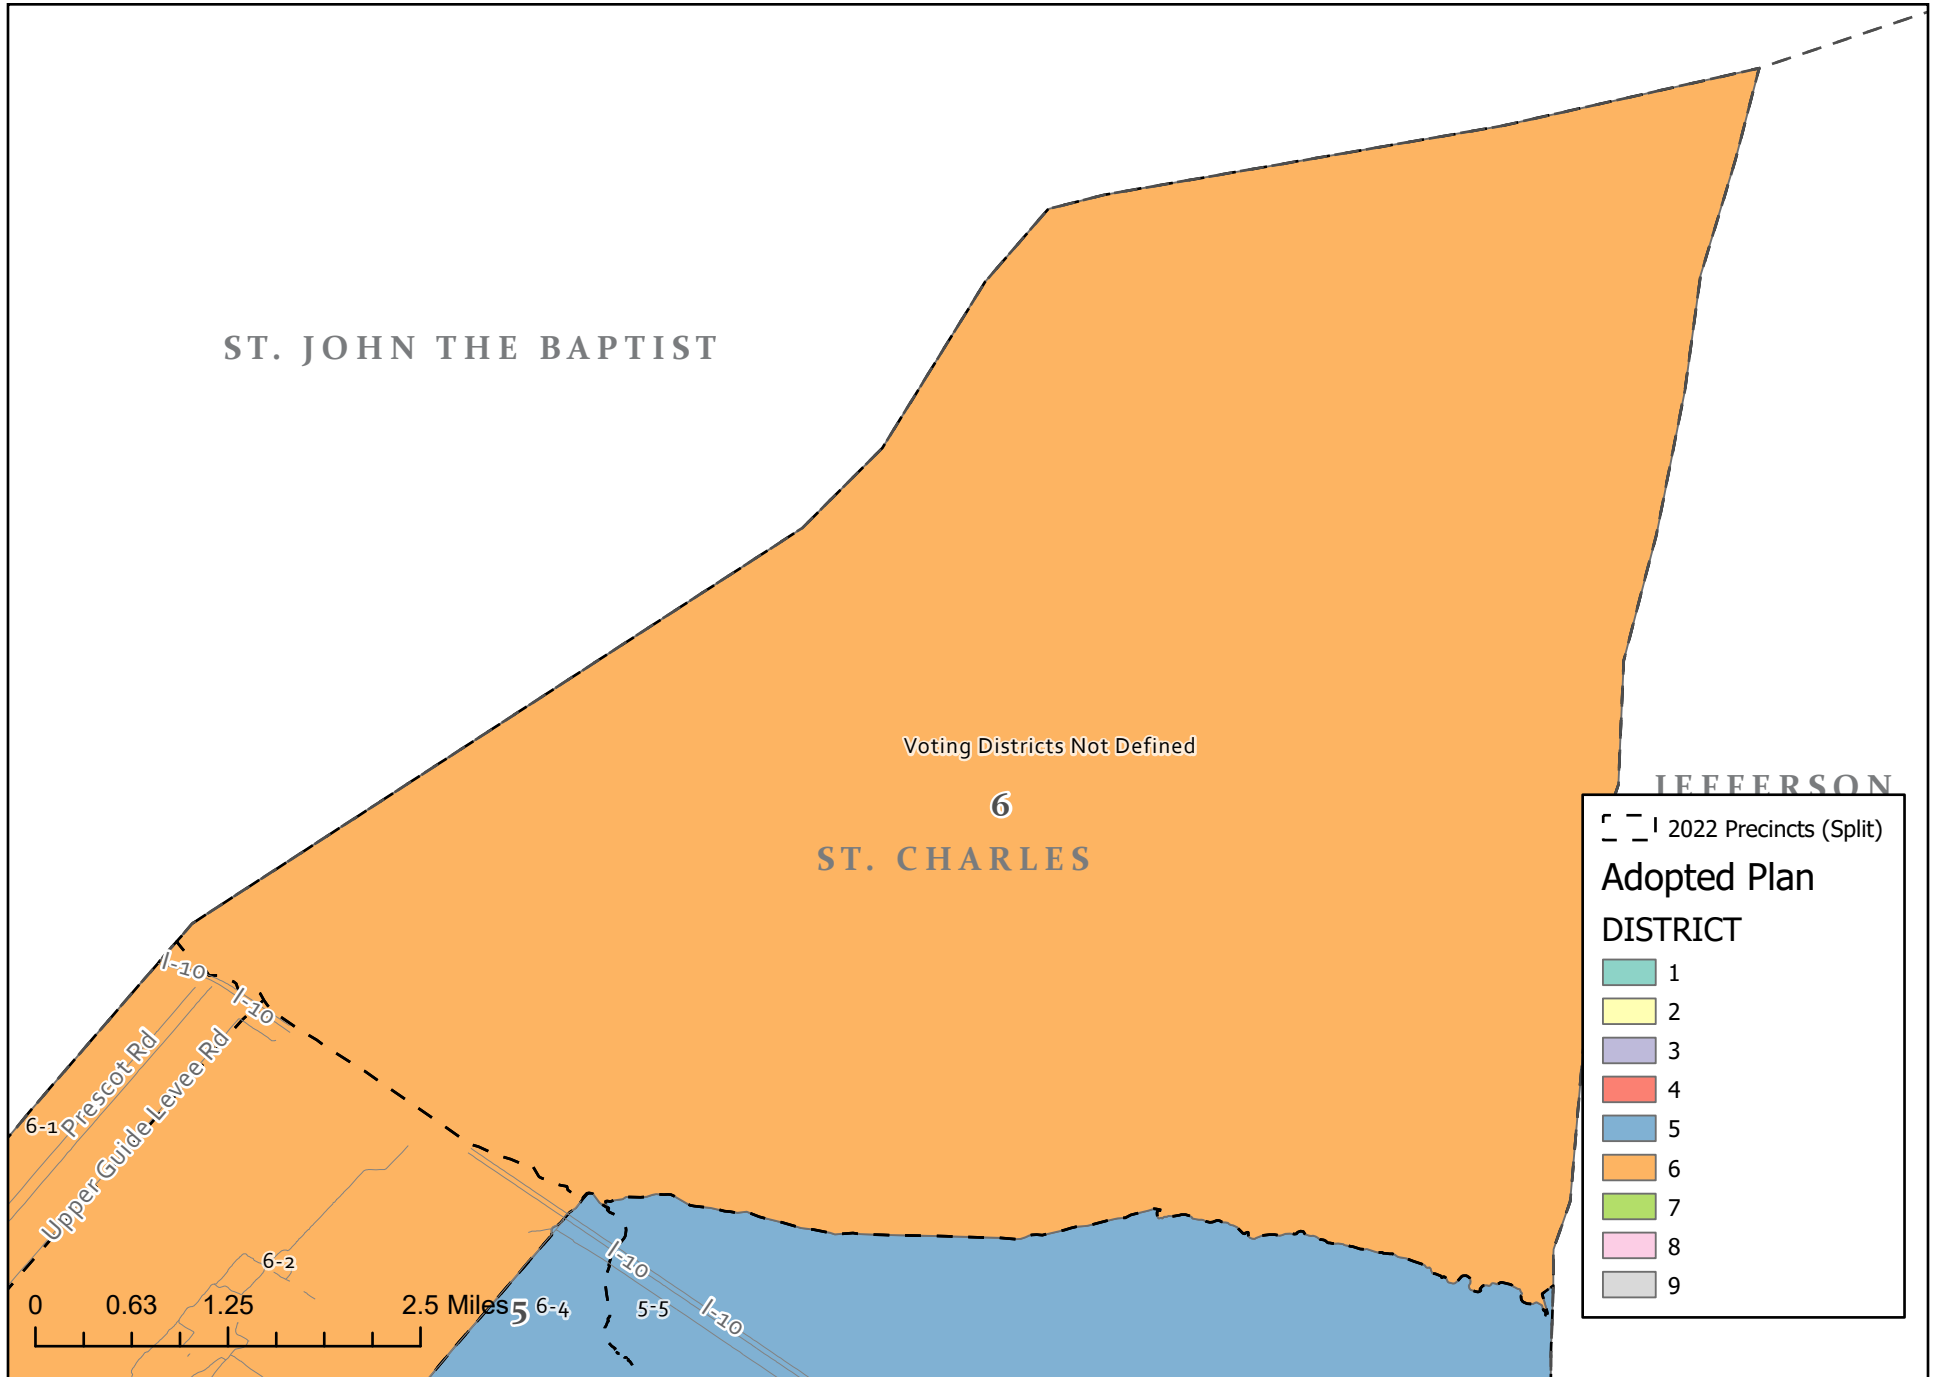 ST. JOHN THE BAPTIST
Voting Districts Not Defined
6
ST. CHARLES
JEFFERSON
2022 Precincts (Split)
Adopted Plan
DISTRICT
1
2
3
4
5
6
7
8
9
I-10
I-10
Prescot Rd
Upper Guide Levee Rd
6-1
6-2
I-10
I-10
5
6-4
5-5
0
0.63
1.25
2.5 Miles